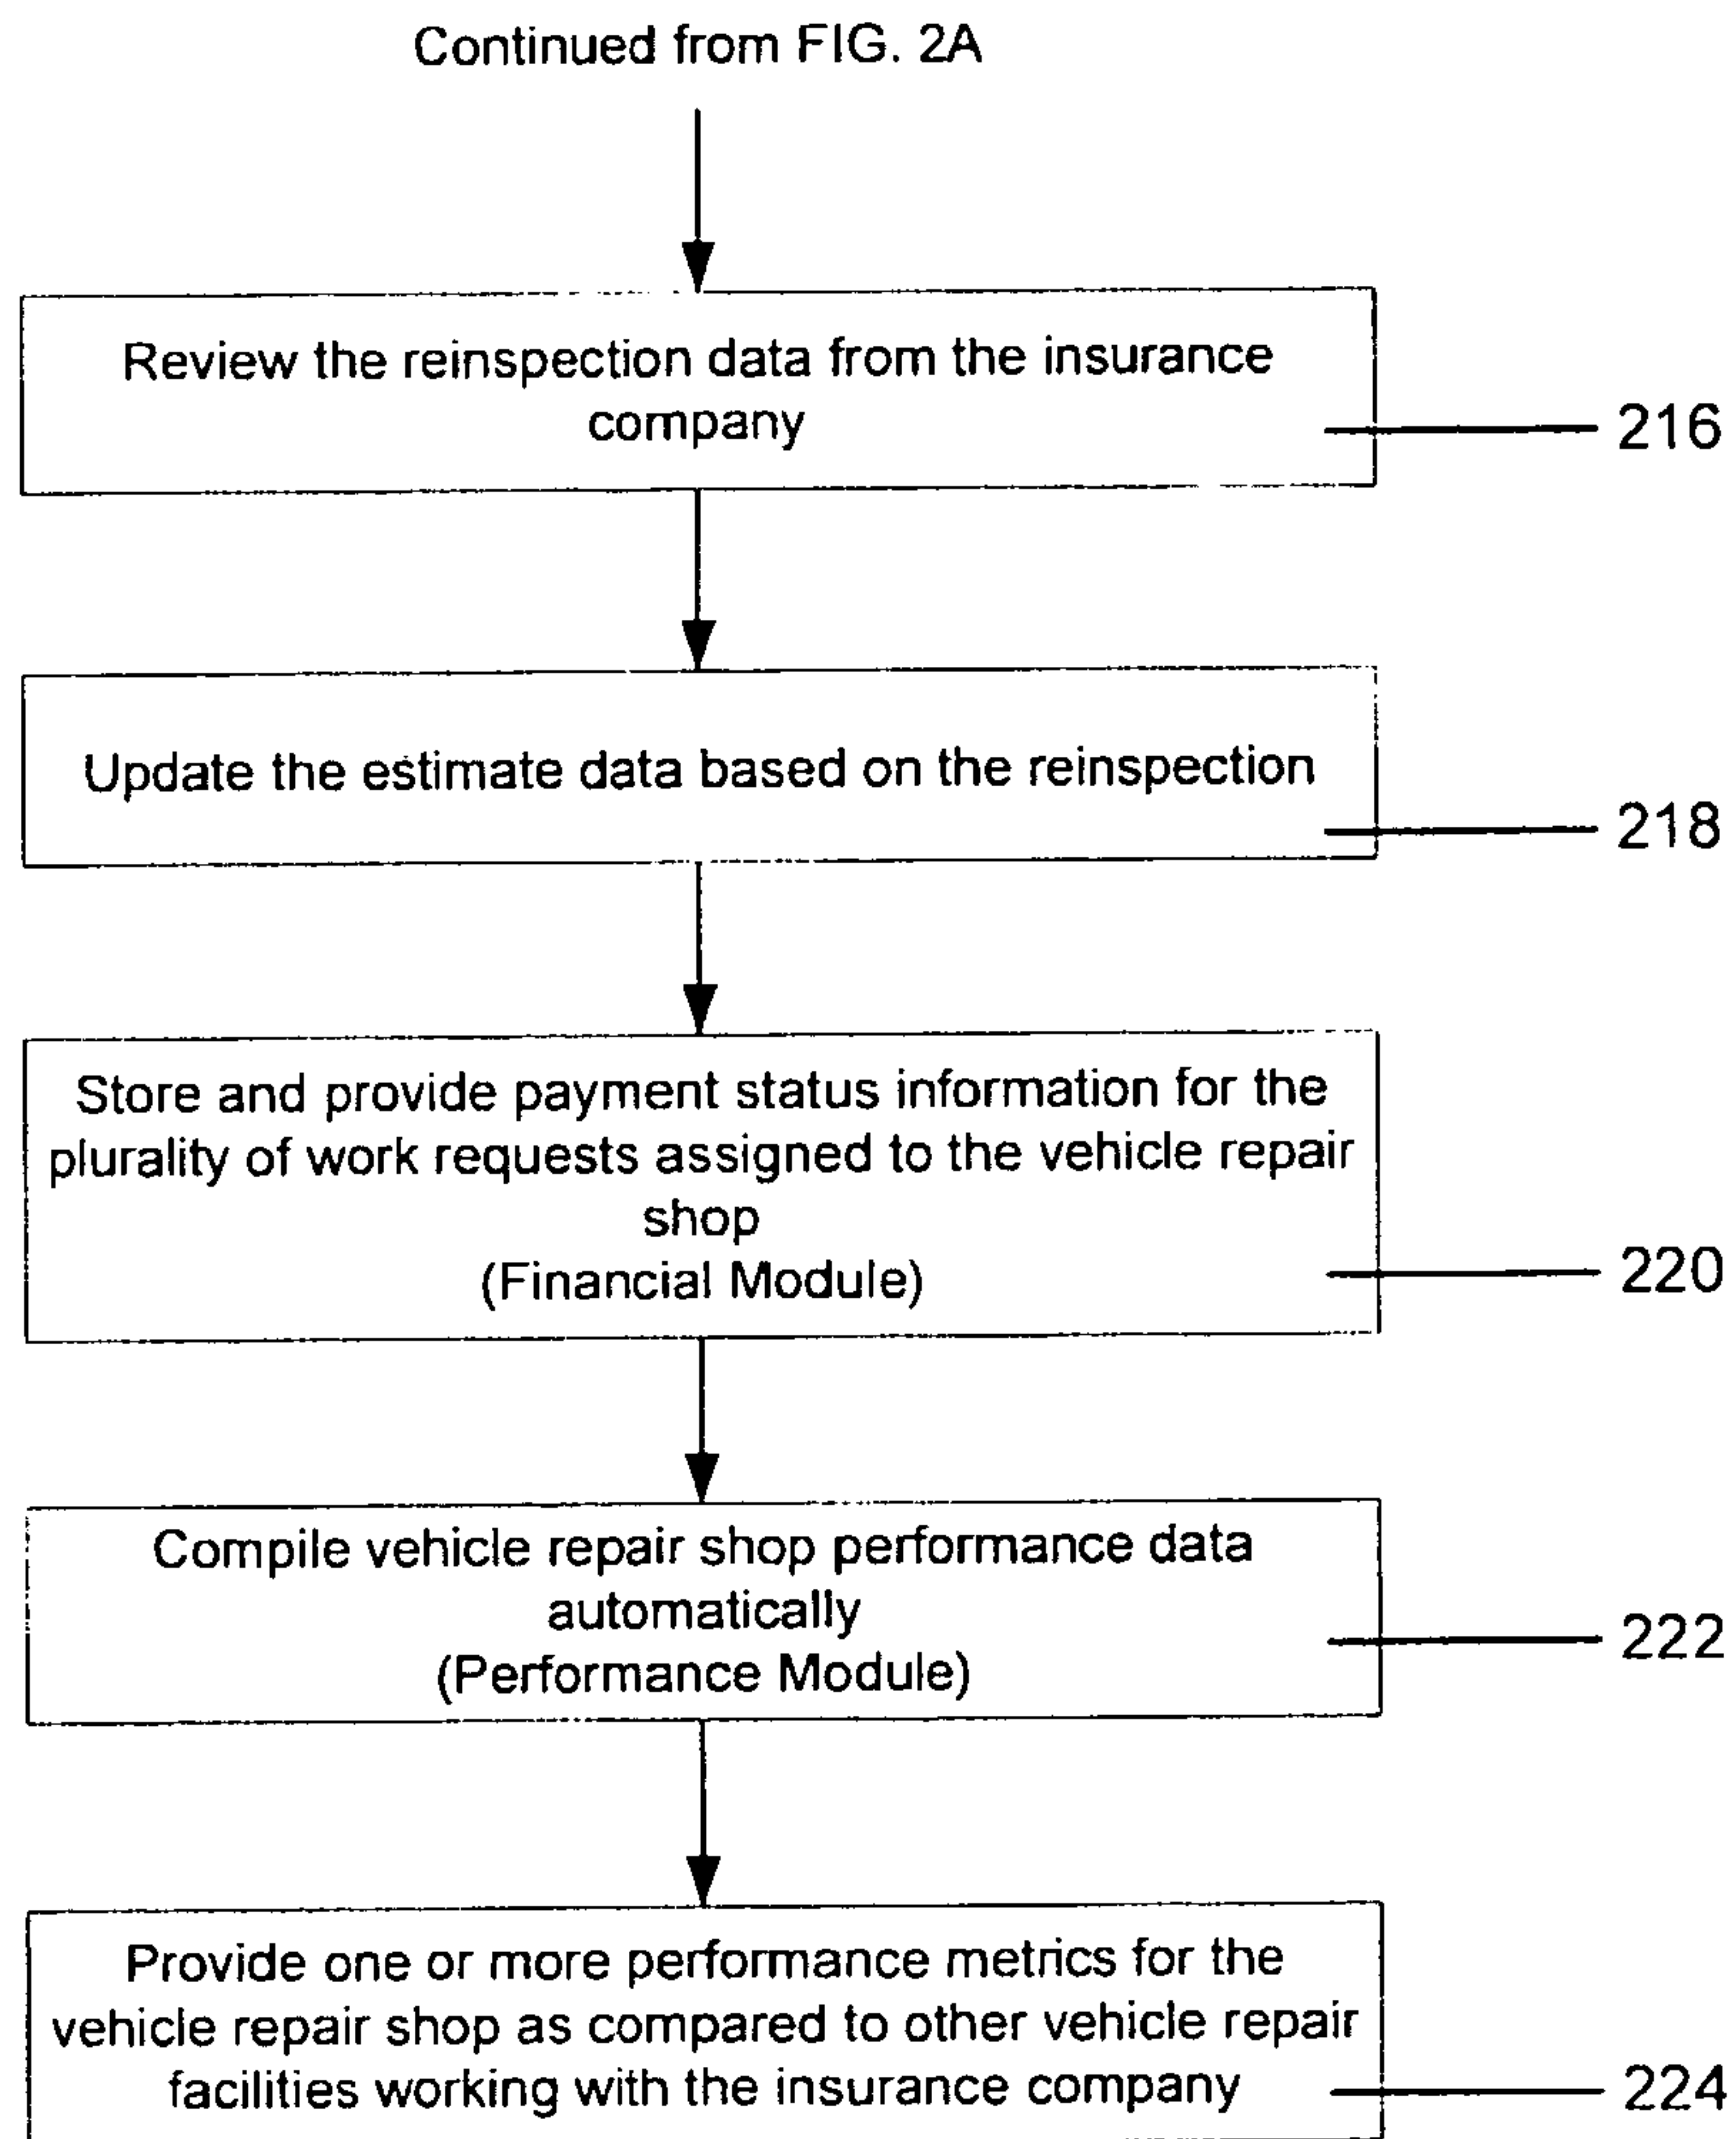 Continued from FIG. 2A
Review the reinspection data from the insurance
company
216
Update the estimate data based on the reinspection
218
Store and provide payment status information for the
plurality of work requests assigned to the vehicle repair
shop
(Financial Module)
220
Compile vehicle repair shop performance data
automatically
(Performance Module)
222
Provide one or more performance metrics for the
vehicle repair shop as compared to other vehicle repair
facilities working with the insurance company
224